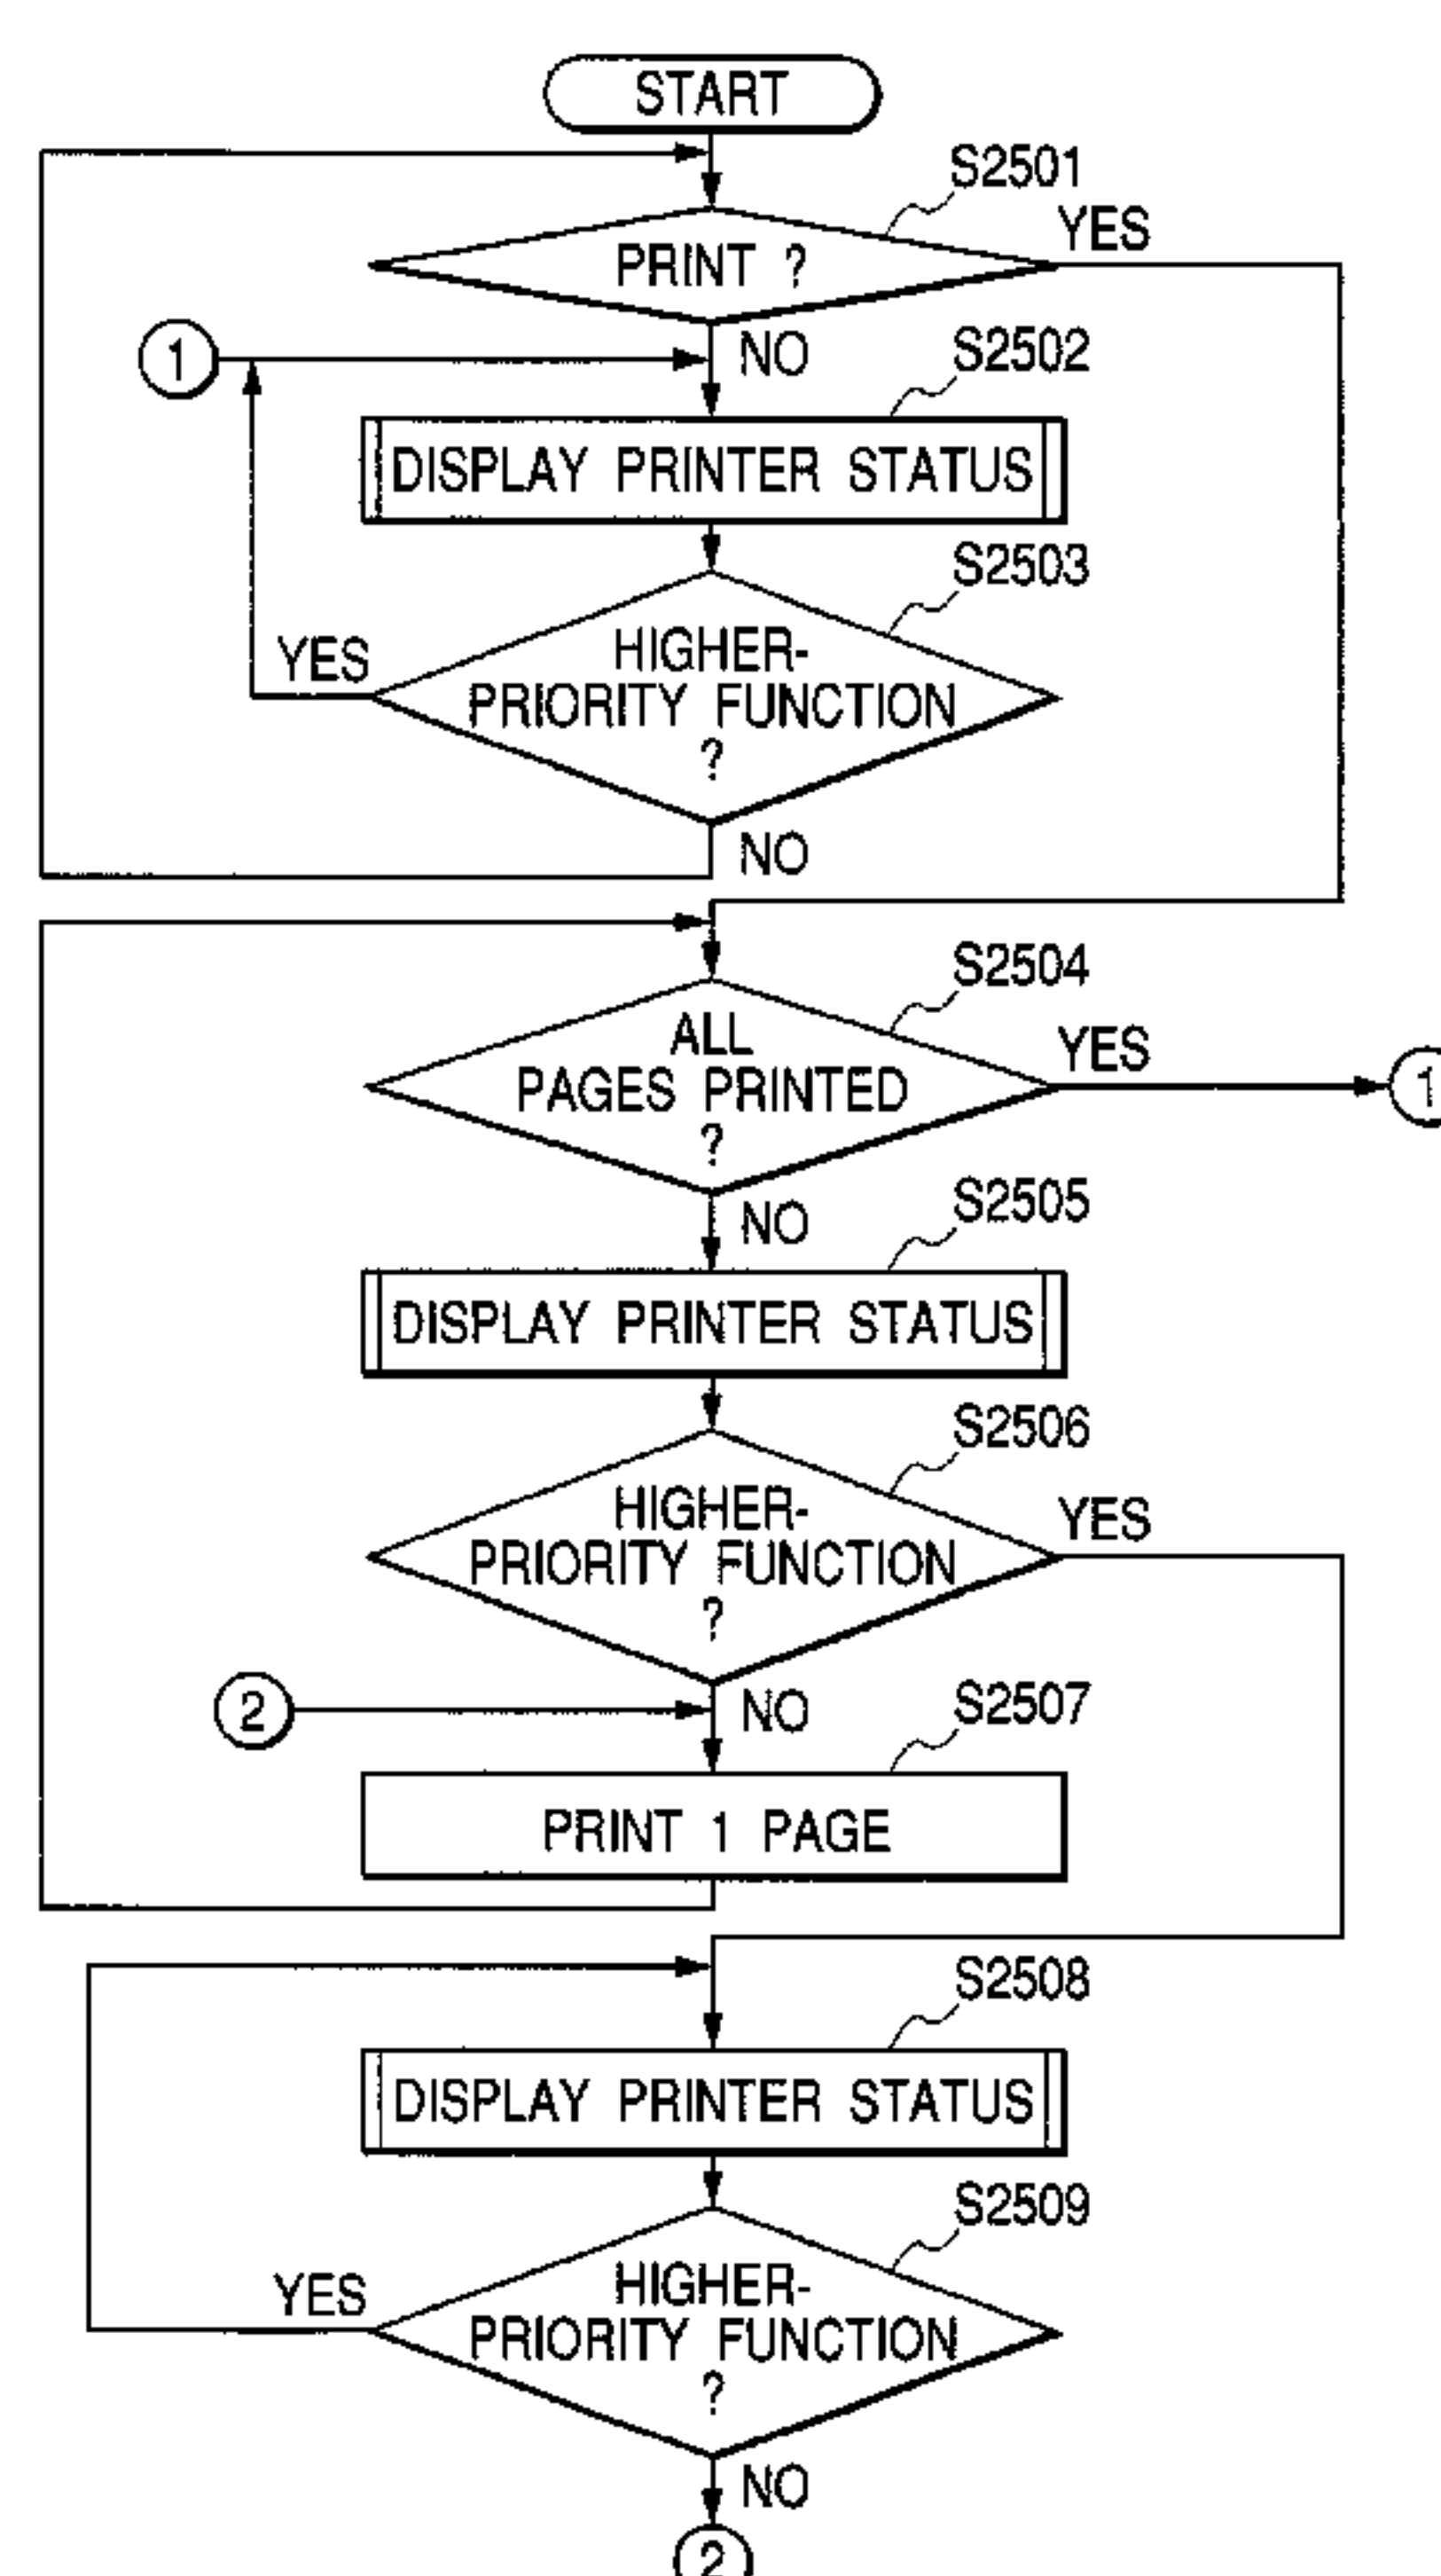 START
S2501
PRINT ?
YES
1
NO
S2502
DISPLAY PRINTER STATUS
S2503
YES
HIGHER-
PRIORITY FUNCTION
?
NO
S2504
ALL
PAGES PRINTED
?
YES
1
NO
S2505
DISPLAY PRINTER STATUS
S2506
HIGHER-
PRIORITY FUNCTION
?
YES
2
NO
S2507
PRINT 1 PAGE
S2508
DISPLAY PRINTER STATUS
S2509
YES
HIGHER-
PRIORITY FUNCTION
?
NO
2